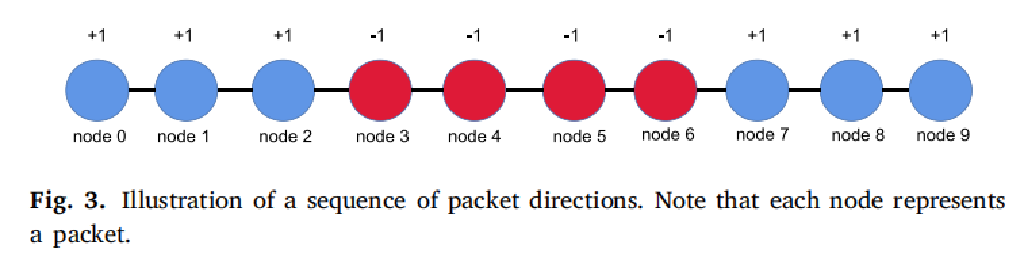 +1 +1 +1 -1 -1 -1 -1 +1 +1 +1
node 0 node 1 node 2 node 3 node 4 node 5 node 6 node 7 node 8 node 9
Fig. 3. Illustration of a sequence of packet directions. Note that each node represents
a packet.